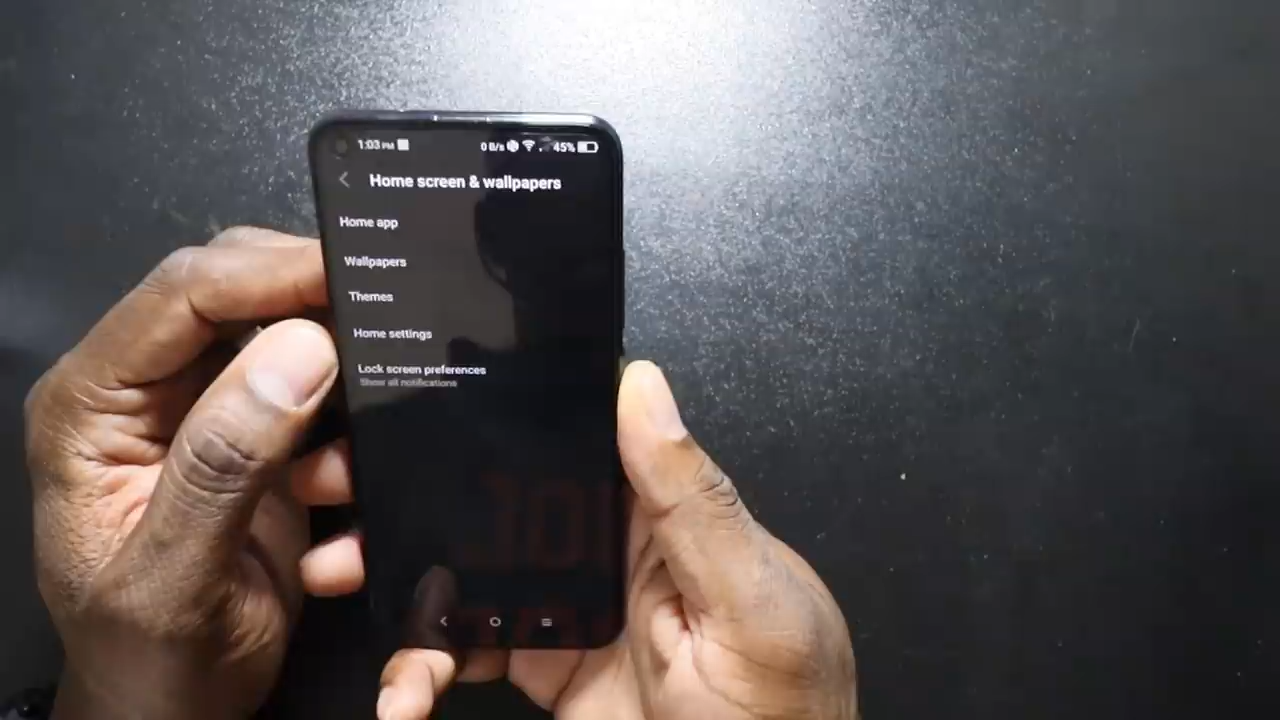 1:03 PM 0 B/s 45%
Home screen & wallpapers
Home app
Wallpapers
Themes
Home settings
Lock screen preferences
Show all notifications